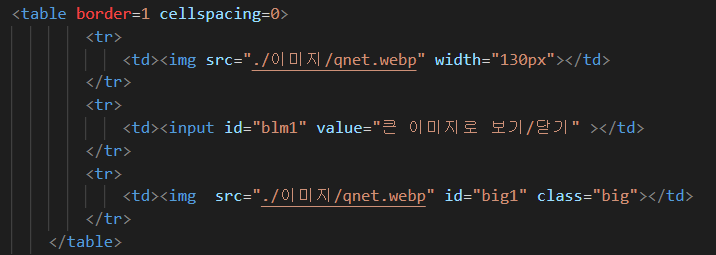 <table border=1 cellspacing=0>
<tr>
<td><img src="./이미지/qnet.webp" width="130px"></td>
</tr>
<tr>
<td><input id="blm1" value="큰 이미지로 보기/닫기" ></td>
</tr>
<tr>
<td><img  src="./이미지/qnet.webp" id="big1" class="big"></td>
</tr>
</table>